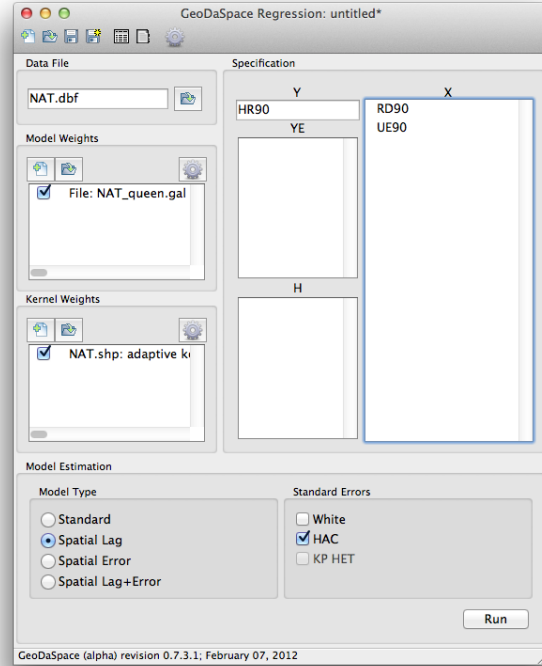 GeoDaSpace Regression: untitled*
Data File
NAT.dbf
Model Weights
File: NAT_queen.gal
Kernel Weights
NAT.shp: adaptive k
Specification
Y
HR90
YE
H
X
RD90
UE90
Model Estimation
Model Type
Standard
Spatial Lag
Spatial Error
Spatial Lag+Error
Standard Errors
White
HAC
KP HET
Run
GeoDaSpace (alpha) revision 0.7.3.1; February 07, 2012